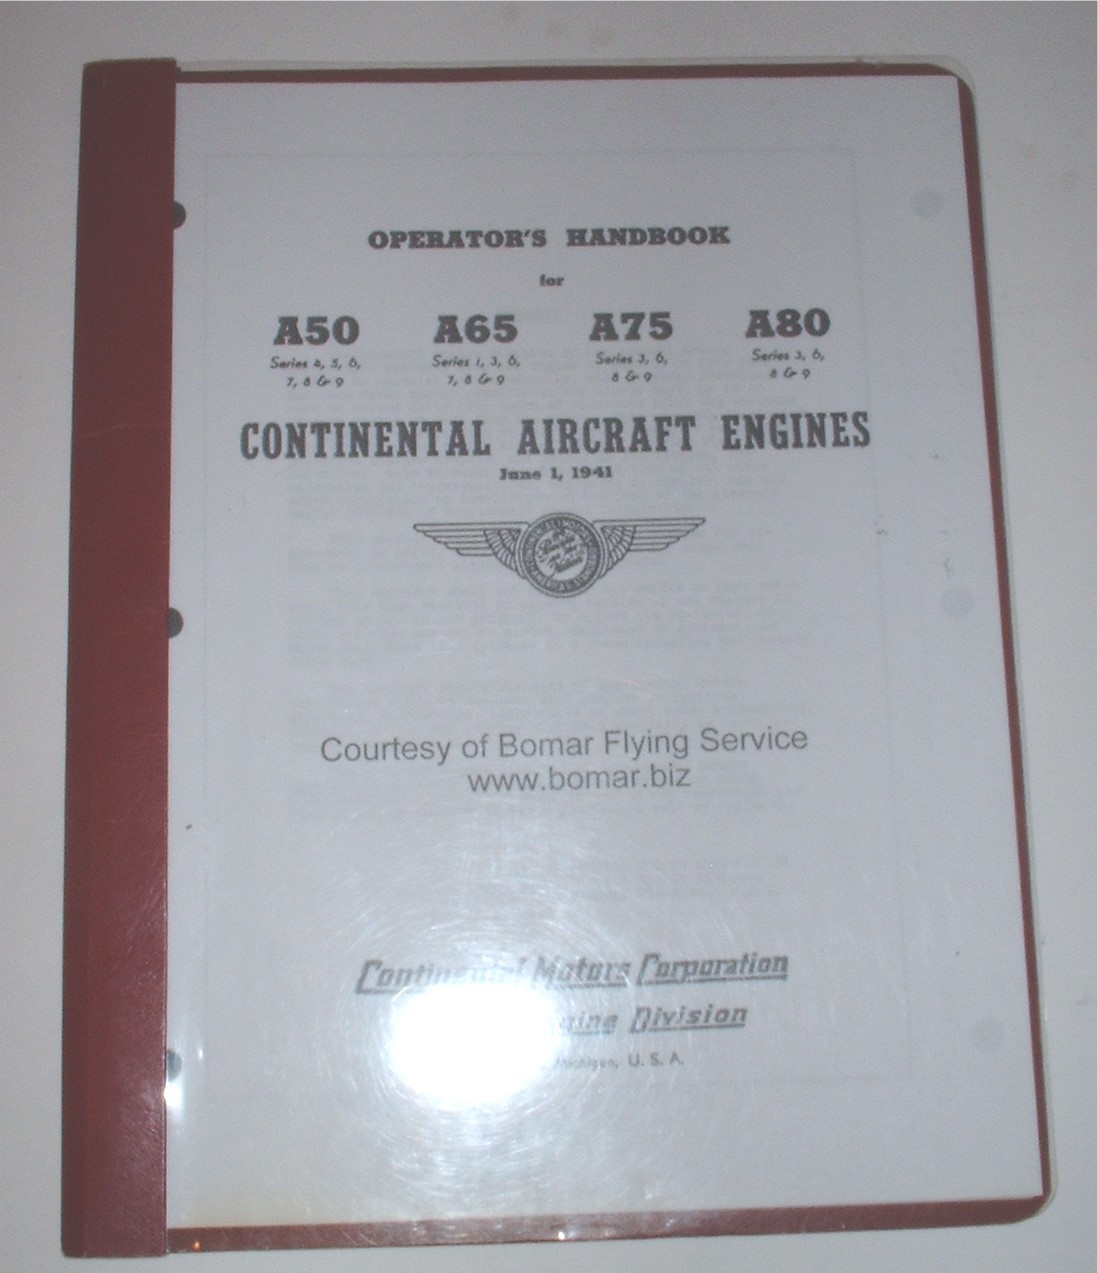 OPERATOR'S HANDBOOK
for
A50 A65 A75 A80
Series 4, 5, 6, Series 1, 3, 6, Series 3, 6, Series 3, 6,
7, 8 & 9 7, 8 & 9 8 & 9 8 & 9
CONTINENTAL AIRCRAFT ENGINES
June 1, 1941
Courtesy of Bomar Flying Service
www.bomar.biz
Continental Motors Corporation
Division
Michigan, U. S. A.